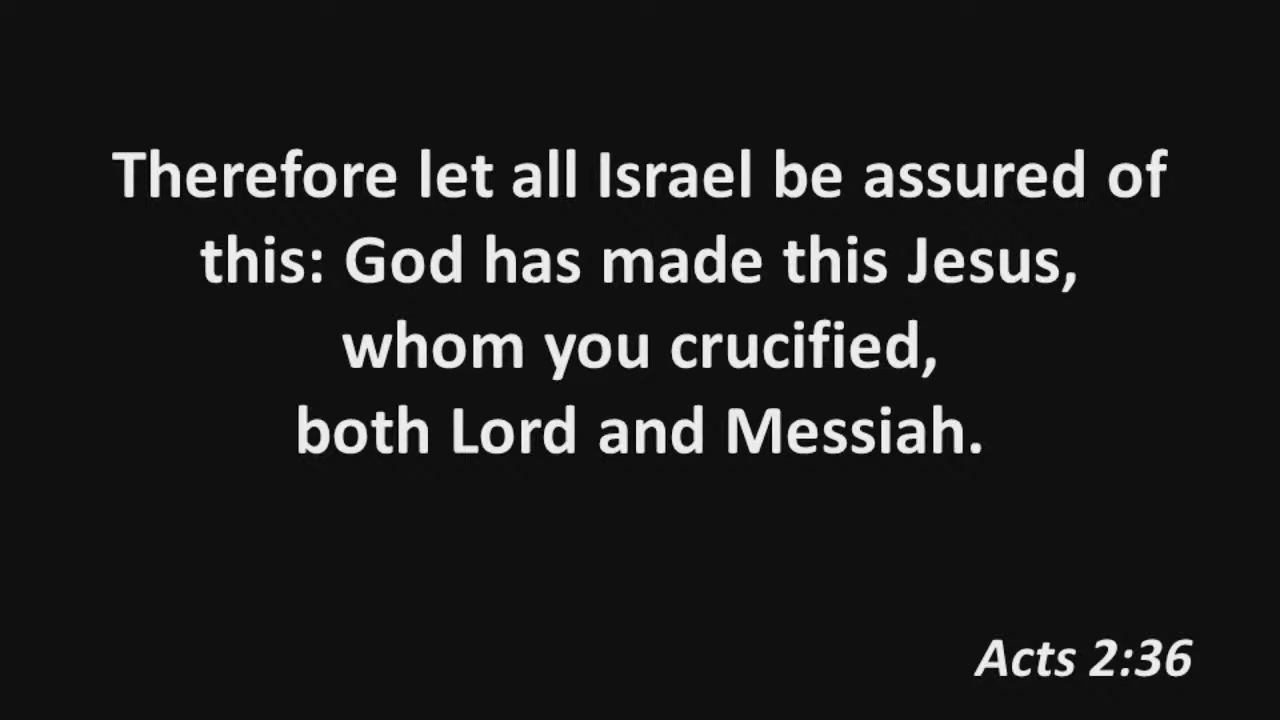 Therefore let all Israel be assured of
this: God has made this Jesus,
whom you crucified,
both Lord and Messiah.
Acts 2:36